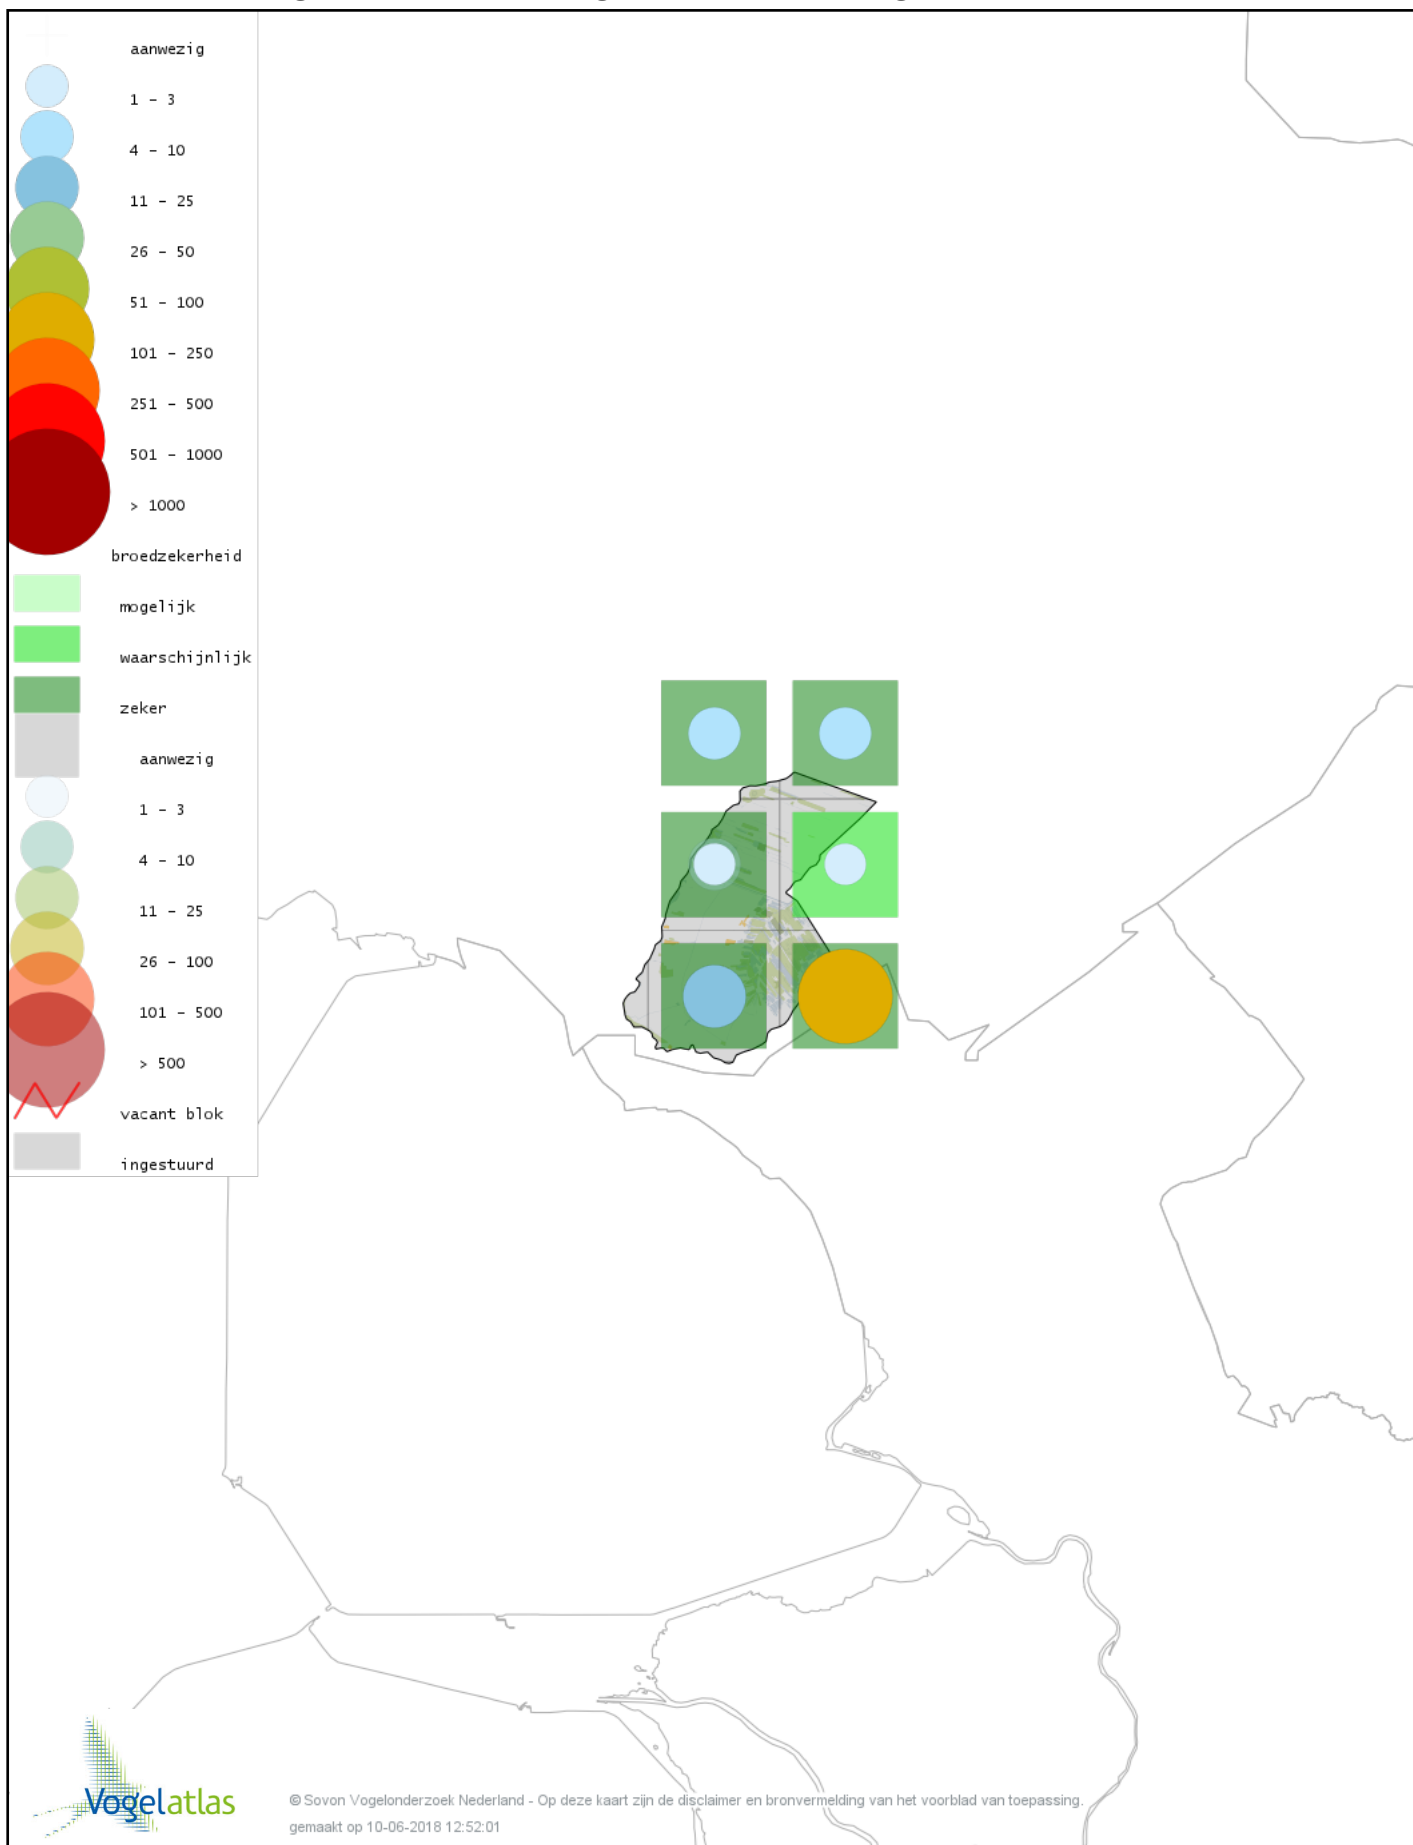 aanwezig
1 – 3
4 – 10
11 – 25
26 – 50
51 – 100
101 – 250
251 – 500
501 – 1000
> 1000
broedzekerheid
mogelijk
waarschijnlijk
zeker
aanwezig
1 – 3
4 – 10
11 – 25
26 – 100
101 – 500
> 500
vacant blok
ingestuurd
Vogelatlas
© Sovon Vogelonderzoek Nederland - Op deze kaart zijn de disclaimer en bronvermelding van het voorblad van toepassing.
gemaakt op 10-06-2018 12:52:01